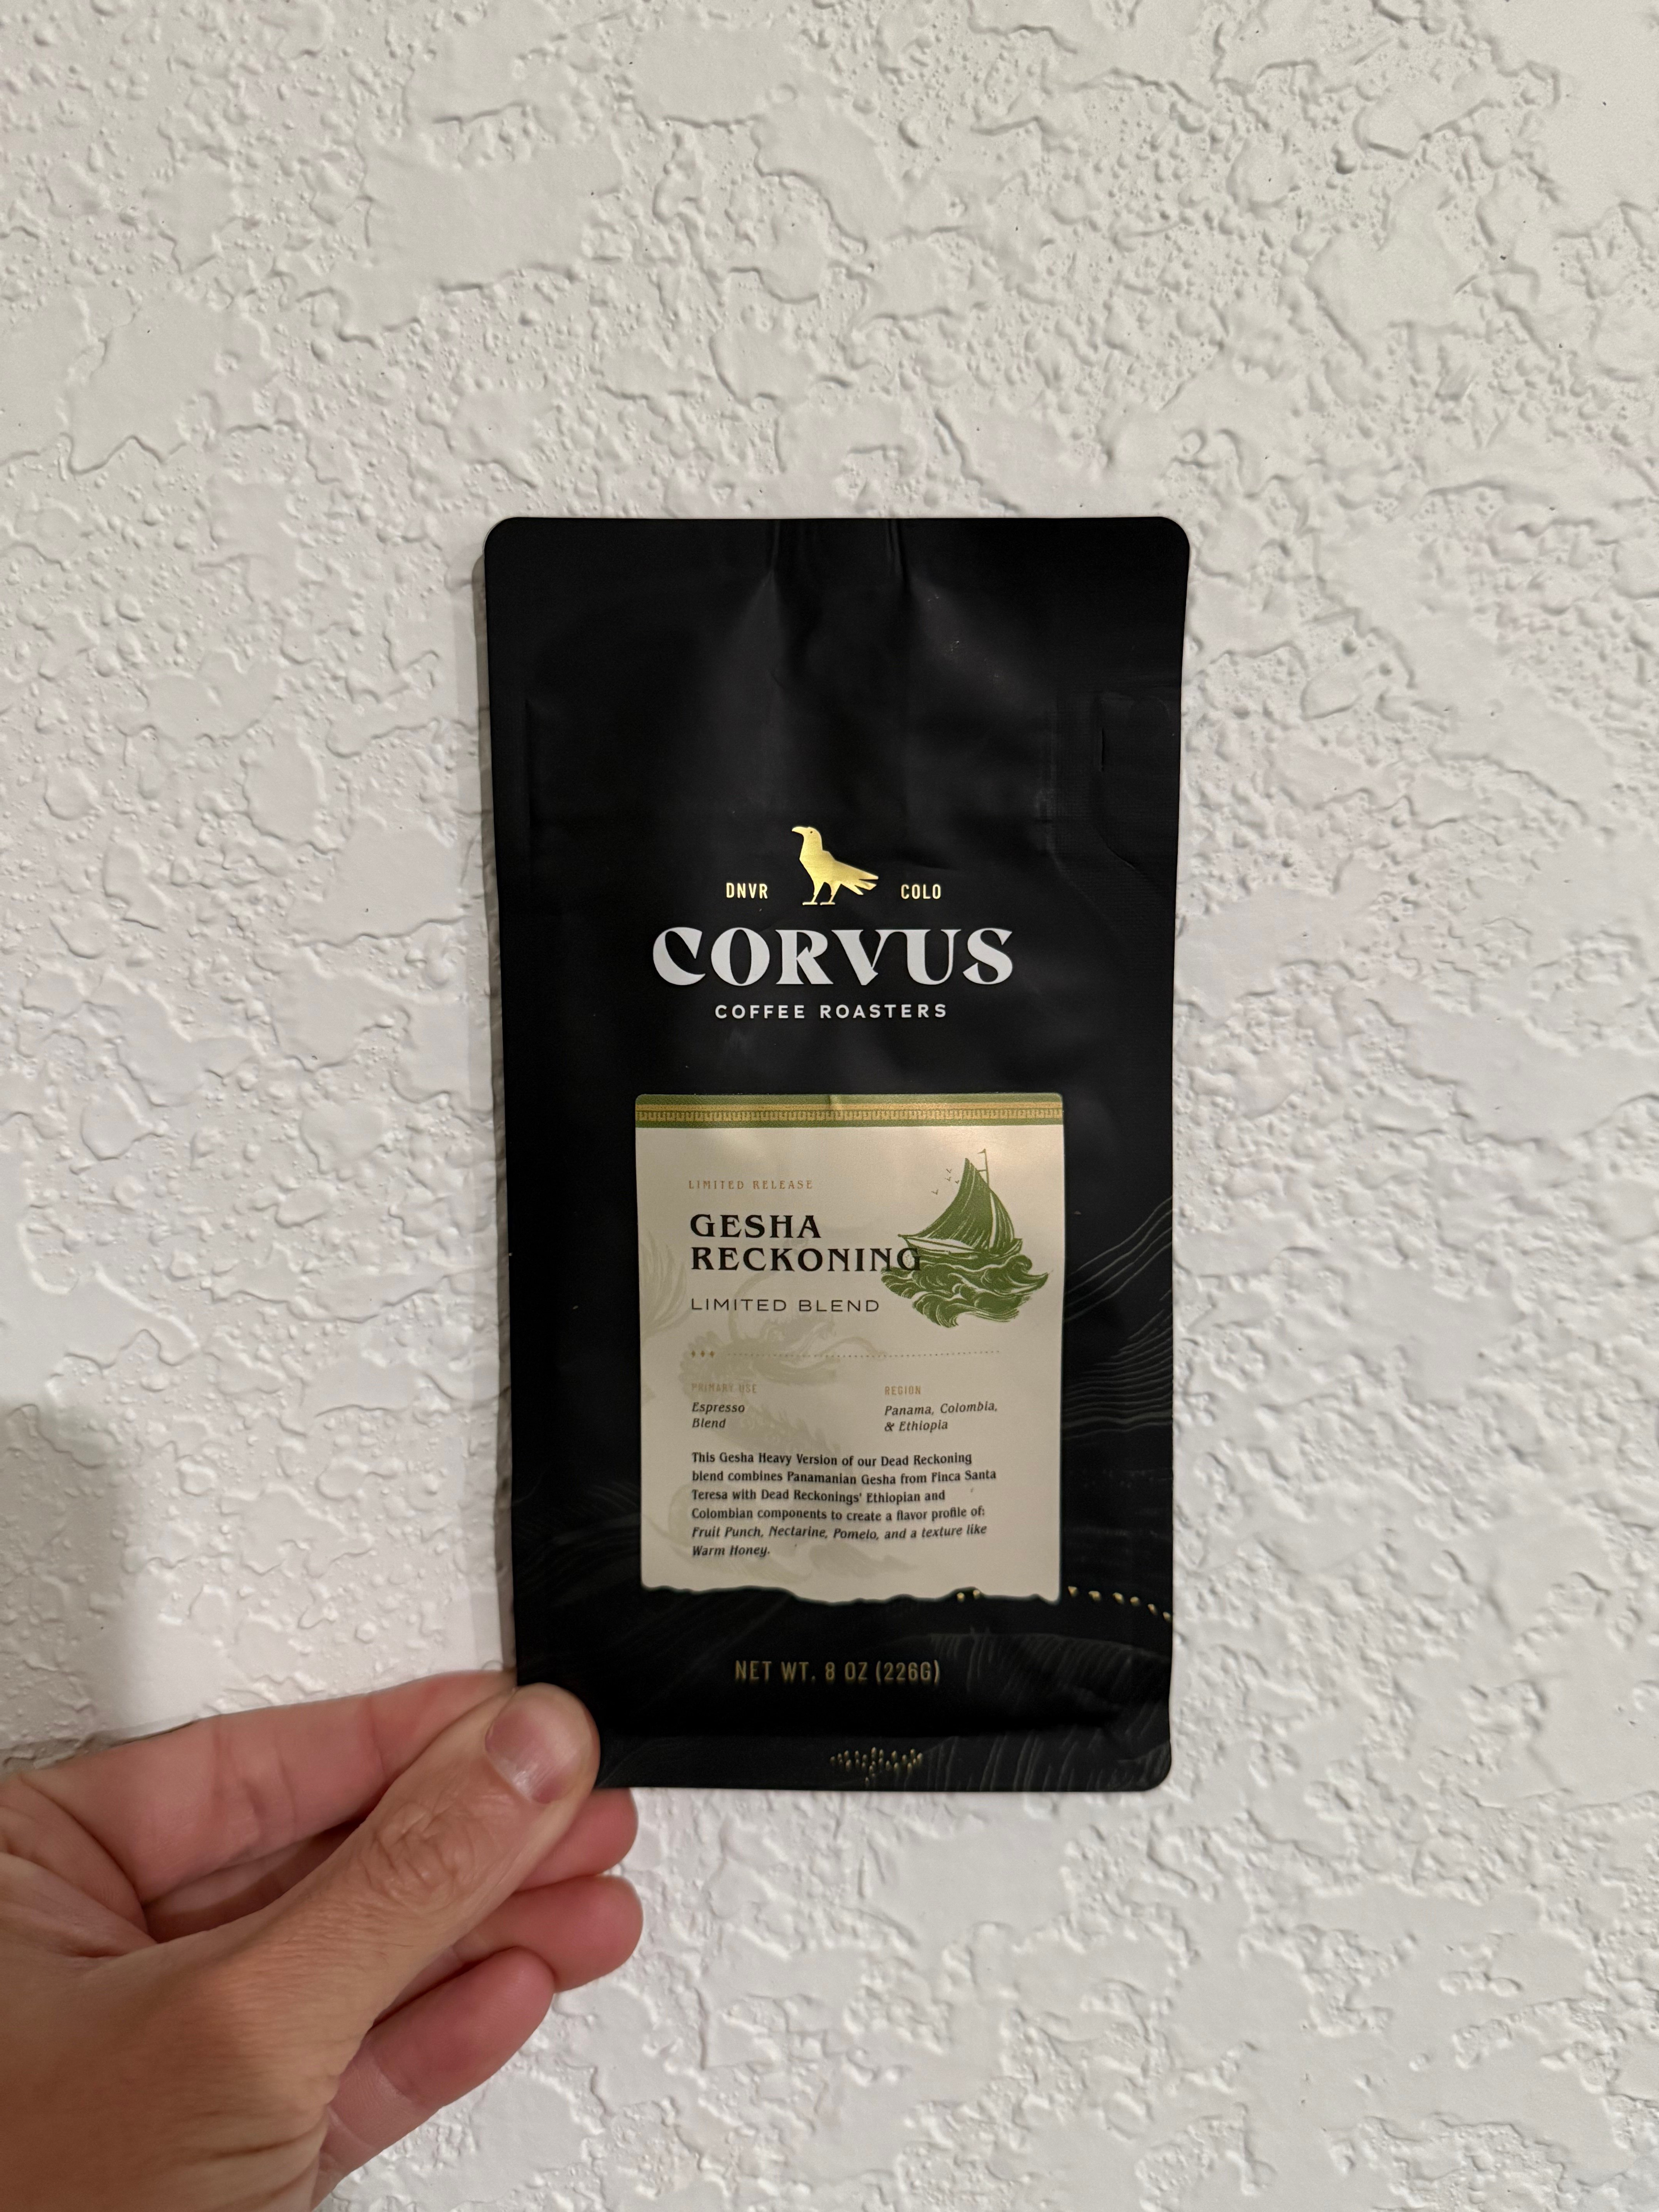 DNVR COLO
CORVUS
COFFEE ROASTERS
LIMITED RELEASE
GESHA
RECKONING
LIMITED BLEND
PRIMARY USE
Espresso
Blend
REGION
Panama, Colombia,
& Ethiopia
This Gesha Heavy Version of our Dead Reckoning
blend combines Panamanian Gesha from Finca Santa
Teresa with Dead Reckonings' Ethiopian and
Colombian components to create a flavor profile of:
Fruit Punch, Nectarine, Pomelo, and a texture like
Warm Honey.
NET WT. 8 OZ (226G)